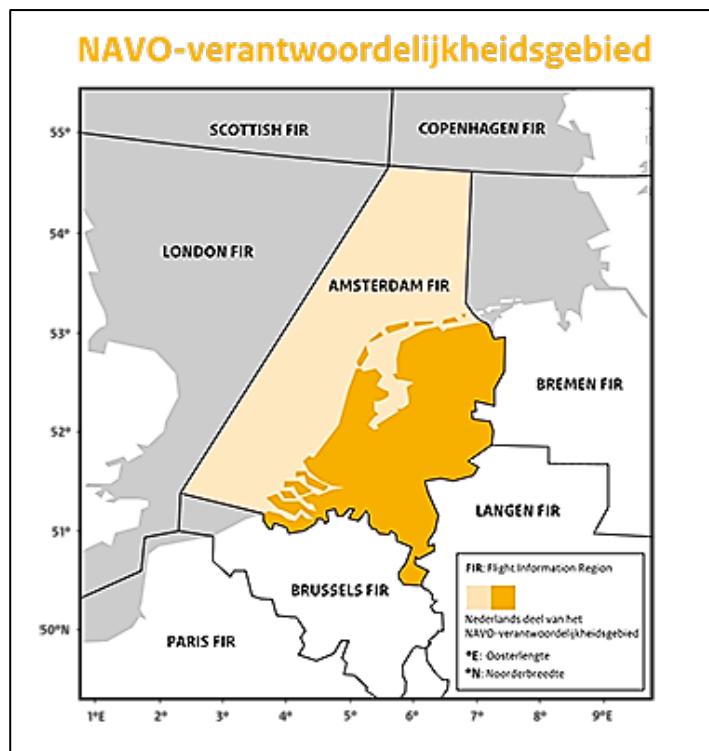 NAVO-verantwoordelijkheidsgebied
SCOTTISH FIR
COPENHAGEN FIR
55°
54°
LONDON FIR
AMSTERDAM FIR
53°
BREMEN FIR
52°
LANGEN FIR
51°
FIR: Flight Information Region
BRUSSELS FIR
Nederlands deel van het
NAVO-verantwoordelijkheidsgebied
50°N
PARIS FIR
°E: Oosterlengte
°N: Noorderbreedte
1°E 2° 3° 4° 5° 6° 7° 8° 9°E